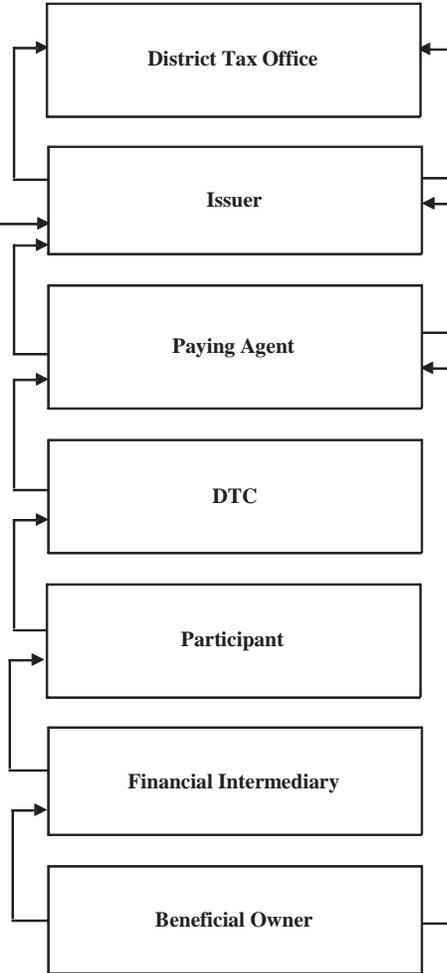 District Tax Office
Issuer
Paying Agent
DTC
Participant
Financial Intermediary
Beneficial Owner